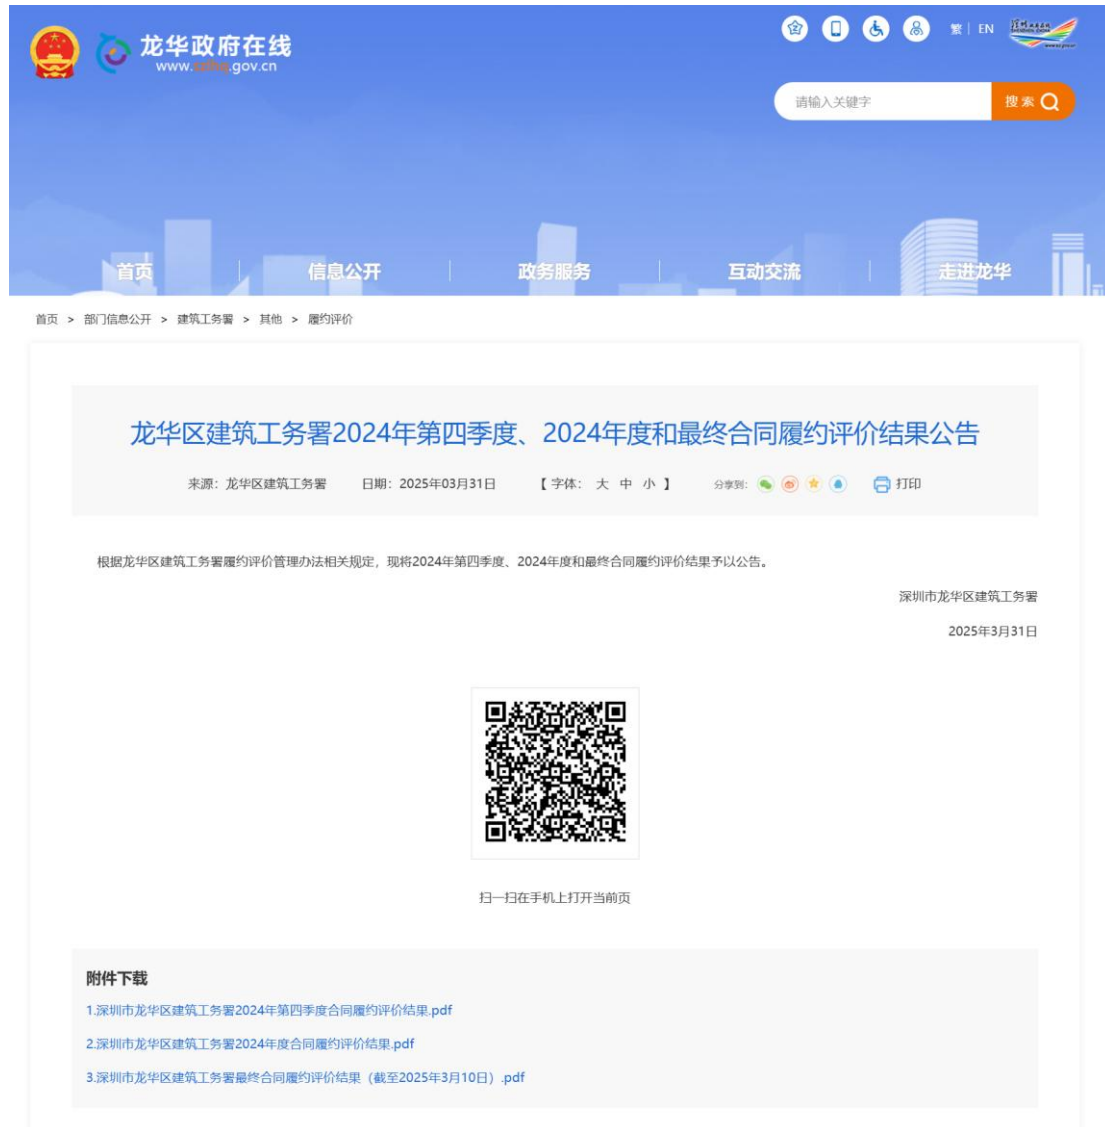 龙华政府在线
www.szlhq.gov.cn
繁 | EN
请输入关键字
搜索
首页
信息公开
政务服务
互动交流
走进龙华
首页 > 部门信息公开 > 建筑工务署 > 其他 > 履约评价
龙华区建筑工务署2024年第四季度、2024年度和最终合同履约评价结果公告
来源：龙华区建筑工务署 日期：2025年03月31日 【字体： 大 中 小 】 分享到： 打印
根据龙华区建筑工务署履约评价管理办法相关规定，现将2024年第四季度、2024年度和最终合同履约评价结果予以公告。
深圳市龙华区建筑工务署
2025年3月31日
扫一扫在手机上打开当前页
附件下载
1.深圳市龙华区建筑工务署2024年第四季度合同履约评价结果.pdf
2.深圳市龙华区建筑工务署2024年度合同履约评价结果.pdf
3.深圳市龙华区建筑工务署最终合同履约评价结果（截至2025年3月10日）.pdf